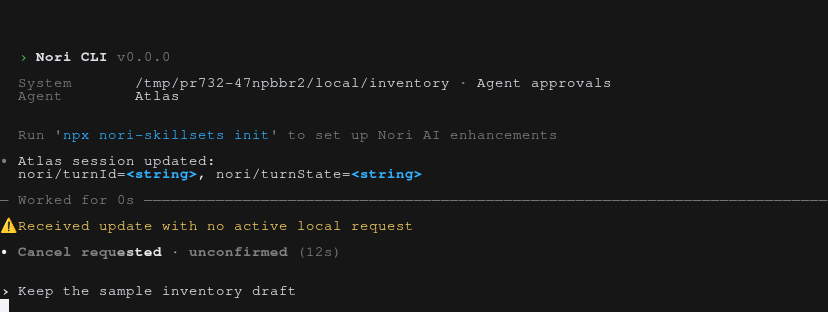 › Nori CLI v0.0.0
System /tmp/pr732-47npbbr2/local/inventory · Agent approvals
Agent Atlas
Run 'npx nori-skillsets init' to set up Nori AI enhancements
• Atlas session updated:
nori/turnId=<string>, nori/turnState=<string>
─ Worked for 0s ─────────────────────────────────────────────
⚠Received update with no active local request
• Cancel requested · unconfirmed (12s)
› Keep the sample inventory draft